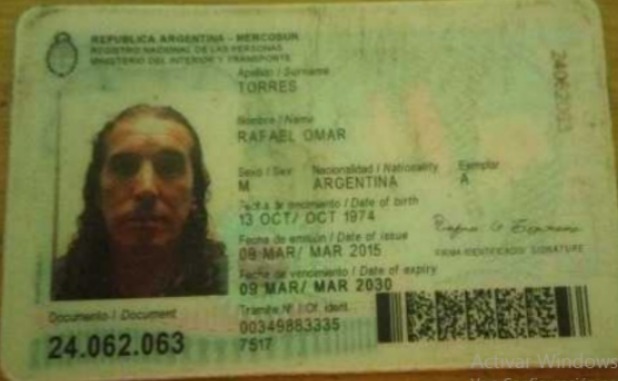 REPUBLICA ARGENTINA - MERCOSUR
REGISTRO NACIONAL DE LAS PERSONAS
MINISTERIO DEL INTERIOR Y TRANSPORTE
Apellido / Surname
TORRES
Nombre / Name
RAFAEL OMAR
Sexo / Sex Nacionalidad / Nationality Ejemplar
M ARGENTINA A
Fecha de nacimiento / Date of birth
13 OCT/ OCT 1974
Fecha de emisión / Date of issue
09 MAR/ MAR 2015
FIRMA IDENTIFICADO/ SIGNATURE
Fecha de vencimiento / Date of expiry
09 MAR/ MAR 2030
Documento / Document
24.062.063
Trámite Nº / Of. ident.
00349883335
7517
Activar Windows